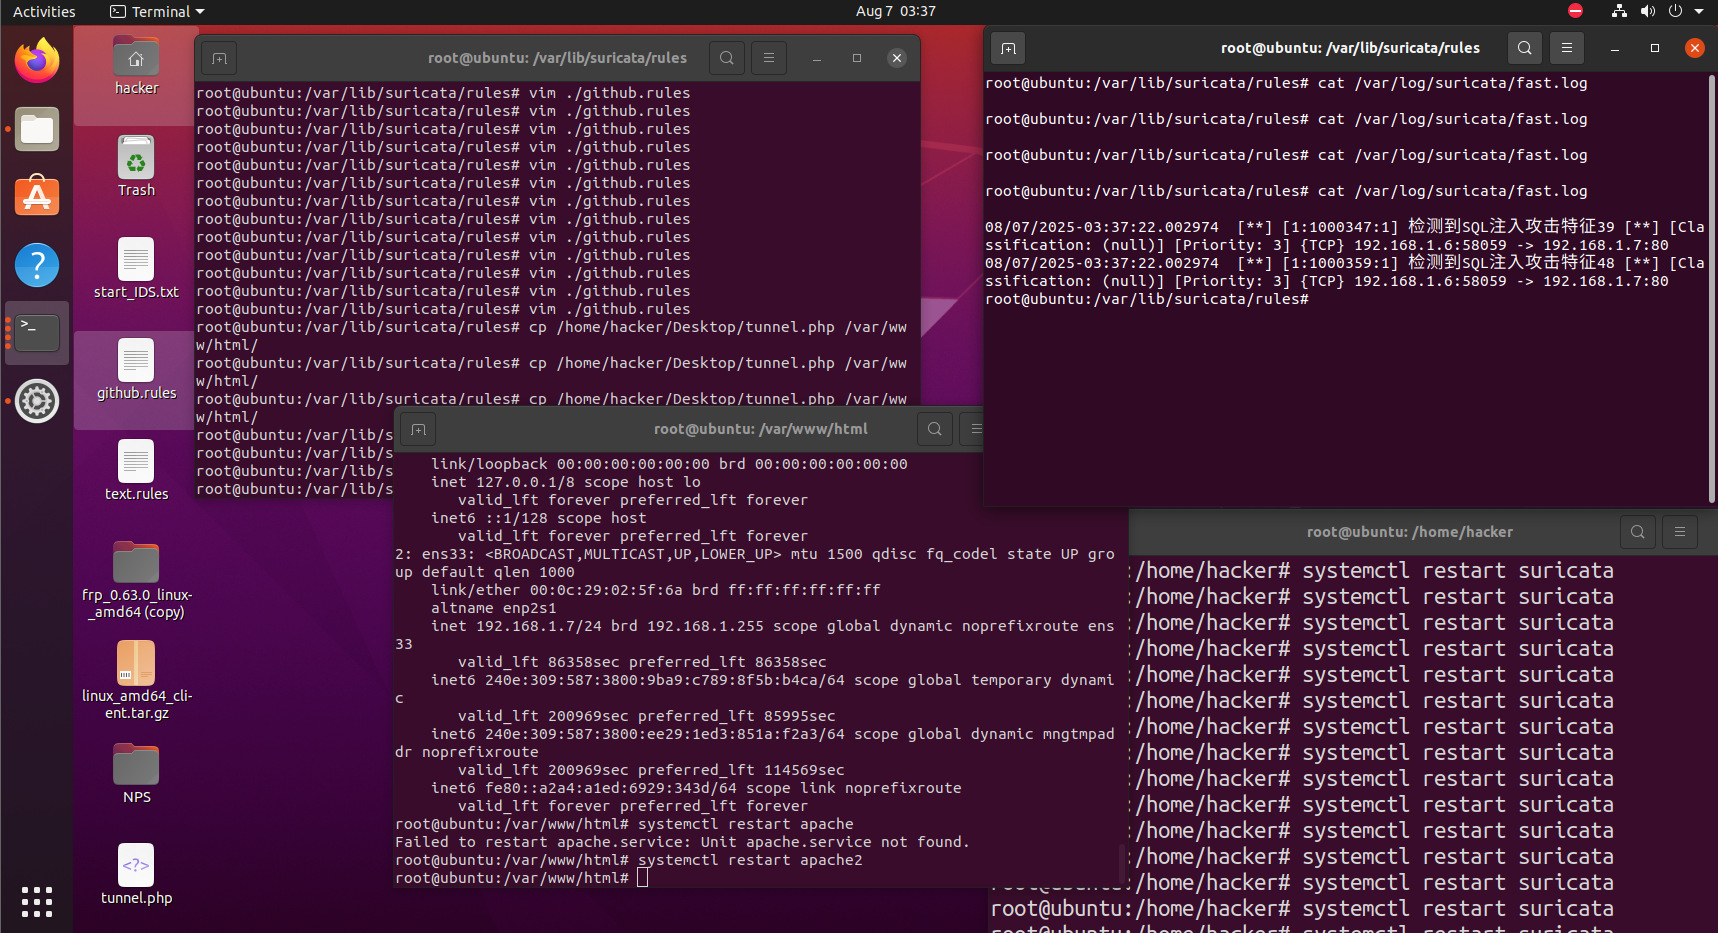 Activities
Terminal
Aug 7 03:37
hacker
Trash
start_IDS.txt
github.rules
text.rules
frp_0.63.0_linux-
_amd64 (copy)
linux_amd64_cli-
ent.tar.gz
NPS
tunnel.php
root@ubuntu: /var/lib/suricata/rules
root@ubuntu:/var/lib/suricata/rules# vim ./github.rules
root@ubuntu:/var/lib/suricata/rules# vim ./github.rules
root@ubuntu:/var/lib/suricata/rules# vim ./github.rules
root@ubuntu:/var/lib/suricata/rules# vim ./github.rules
root@ubuntu:/var/lib/suricata/rules# vim ./github.rules
root@ubuntu:/var/lib/suricata/rules# vim ./github.rules
root@ubuntu:/var/lib/suricata/rules# vim ./github.rules
root@ubuntu:/var/lib/suricata/rules# vim ./github.rules
root@ubuntu:/var/lib/suricata/rules# vim ./github.rules
root@ubuntu:/var/lib/suricata/rules# vim ./github.rules
root@ubuntu:/var/lib/suricata/rules# vim ./github.rules
root@ubuntu:/var/lib/suricata/rules# vim ./github.rules
root@ubuntu:/var/lib/suricata/rules# vim ./github.rules
root@ubuntu:/var/lib/suricata/rules# cp /home/hacker/Desktop/tunnel.php /var/ww
w/html/
root@ubuntu:/var/lib/suricata/rules# cp /home/hacker/Desktop/tunnel.php /var/ww
w/html/
root@ubuntu:/var/lib/suricata/rules# cp /home/hacker/Desktop/tunnel.php /var/ww
w/html/
root@ubuntu:/var/lib/s
root@ubuntu:/var/lib/s
root@ubuntu:/var/lib/s
root@ubuntu:/var/lib/s
root@ubuntu: /var/www/html
link/loopback 00:00:00:00:00:00 brd 00:00:00:00:00:00
inet 127.0.0.1/8 scope host lo
valid_lft forever preferred_lft forever
inet6 ::1/128 scope host
valid_lft forever preferred_lft forever
2: ens33: <BROADCAST,MULTICAST,UP,LOWER_UP> mtu 1500 qdisc fq_codel state UP gro
up default qlen 1000
link/ether 00:0c:29:02:5f:6a brd ff:ff:ff:ff:ff:ff
altname enp2s1
inet 192.168.1.7/24 brd 192.168.1.255 scope global dynamic noprefixroute ens
33
valid_lft 86358sec preferred_lft 86358sec
inet6 240e:309:587:3800:9ba9:c789:8f5b:b4ca/64 scope global temporary dynami
c
valid_lft 200969sec preferred_lft 85995sec
inet6 240e:309:587:3800:ee29:1ed3:851a:f2a3/64 scope global dynamic mngtmpad
dr noprefixroute
valid_lft 200969sec preferred_lft 114569sec
inet6 fe80::a2a4:a1ed:6929:343d/64 scope link noprefixroute
valid_lft forever preferred_lft forever
root@ubuntu:/var/www/html# systemctl restart apache
Failed to restart apache.service: Unit apache.service not found.
root@ubuntu:/var/www/html# systemctl restart apache2
root@ubuntu:/var/www/html#
root@ubuntu: /var/lib/suricata/rules
root@ubuntu:/var/lib/suricata/rules# cat /var/log/suricata/fast.log
root@ubuntu:/var/lib/suricata/rules# cat /var/log/suricata/fast.log
root@ubuntu:/var/lib/suricata/rules# cat /var/log/suricata/fast.log
root@ubuntu:/var/lib/suricata/rules# cat /var/log/suricata/fast.log
08/07/2025-03:37:22.002974  [**] [1:1000347:1] 检测到SQL注入攻击特征39 [**] [Cla
ssification: (null)] [Priority: 3] {TCP} 192.168.1.6:58059 -> 192.168.1.7:80
08/07/2025-03:37:22.002974  [**] [1:1000359:1] 检测到SQL注入攻击特征48 [**] [Cla
ssification: (null)] [Priority: 3] {TCP} 192.168.1.6:58059 -> 192.168.1.7:80
root@ubuntu:/var/lib/suricata/rules#
root@ubuntu: /home/hacker
:/home/hacker# systemctl restart suricata
:/home/hacker# systemctl restart suricata
:/home/hacker# systemctl restart suricata
:/home/hacker# systemctl restart suricata
:/home/hacker# systemctl restart suricata
:/home/hacker# systemctl restart suricata
:/home/hacker# systemctl restart suricata
:/home/hacker# systemctl restart suricata
:/home/hacker# systemctl restart suricata
:/home/hacker# systemctl restart suricata
:/home/hacker# systemctl restart suricata
:/home/hacker# systemctl restart suricata
root@ubuntu:/home/hacker# systemctl restart suricata
root@ubuntu:/home/hacker# systemctl restart suricata
root@ubuntu:/home/hacker# systemctl restart suricata